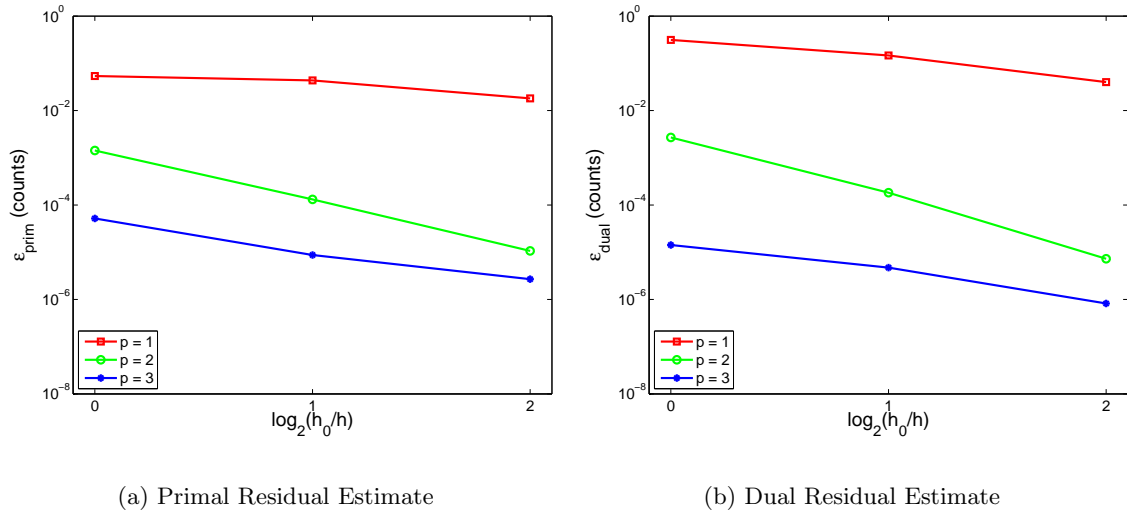 10^0
10^-2
10^-4
10^-6
10^-8
ε_prim (counts)
p = 1
p = 2
p = 3
0
1
2
log_2(h_0/h)
(a) Primal Residual Estimate
10^0
10^-2
10^-4
10^-6
10^-8
ε_dual (counts)
p = 1
p = 2
p = 3
0
1
2
log_2(h_0/h)
(b) Dual Residual Estimate